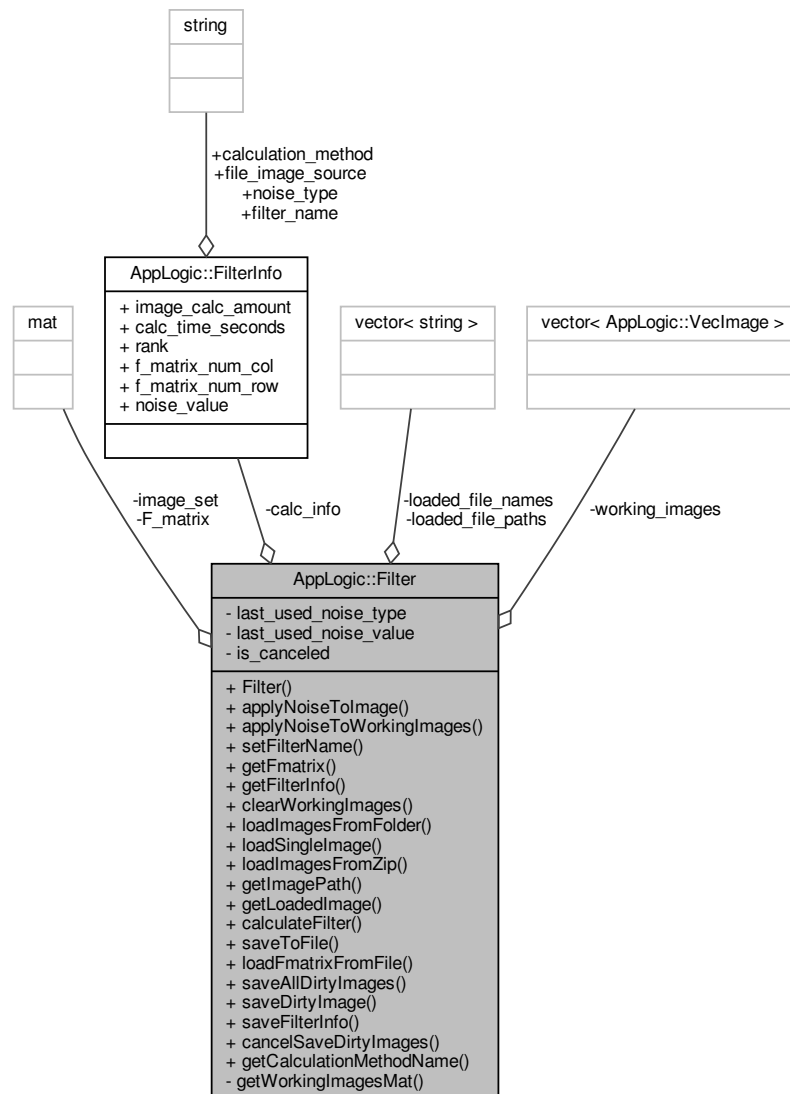 string
+calculation_method
+file_image_source
+noise_type
+filter_name
AppLogic::FilterInfo
+ image_calc_amount
+ calc_time_seconds
+ rank
+ f_matrix_num_col
+ f_matrix_num_row
+ noise_value
mat
vector< string >
vector< AppLogic::VecImage >
-image_set
-F_matrix
-calc_info
-loaded_file_names
-loaded_file_paths
-working_images
AppLogic::Filter
- last_used_noise_type
- last_used_noise_value
- is_canceled
+ Filter()
+ applyNoiseToImage()
+ applyNoiseToWorkingImages()
+ setFilterName()
+ getFmatrix()
+ getFilterInfo()
+ clearWorkingImages()
+ loadImagesFromFolder()
+ loadSingleImage()
+ loadImagesFromZip()
+ getImagePath()
+ getLoadedImage()
+ calculateFilter()
+ saveToFile()
+ loadFmatrixFromFile()
+ saveAllDirtyImages()
+ saveDirtyImage()
+ saveFilterInfo()
+ cancelSaveDirtyImages()
+ getCalculationMethodName()
- getWorkingImagesMat()